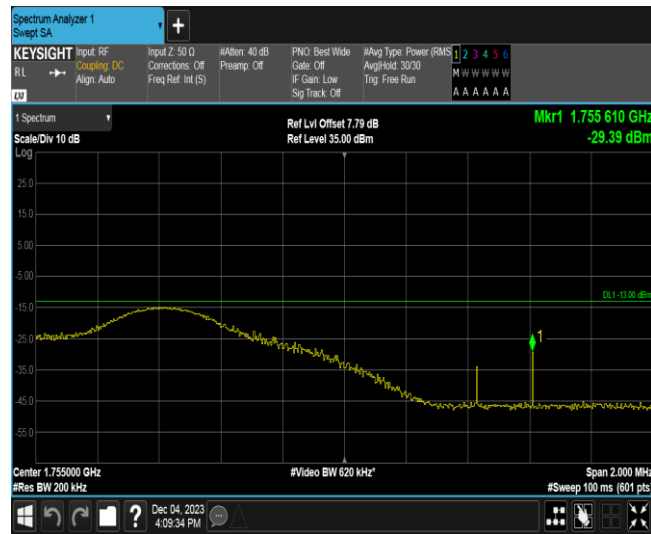 Spectrum Analyzer 1
Swept SA
+
KEYSIGHT
RL
LXI
Input: RF
Coupling: DC
Align: Auto
Input Z: 50 Ω
Corrections: Off
Freq Ref: Int (S)
#Atten: 40 dB
Preamp: Off
PNO: Best Wide
Gate: Off
IF Gain: Low
Sig Track: Off
#Avg Type: Power (RMS
Avg|Hold: 30/30
Trig: Free Run
1 2 3 4 5 6
M W W W W W
A A A A A A
1 Spectrum
Scale/Div 10 dB
Log
Ref Lvl Offset 7.79 dB
Ref Level 35.00 dBm
Mkr1 1.755 610 GHz
-29.39 dBm
25.0
15.0
5.00
-5.00
DL1 -13.00 dBm
-15.0
1
-25.0
-35.0
-45.0
-55.0
Center 1.755000 GHz
#Video BW 620 kHz*
Span 2.000 MHz
#Res BW 200 kHz
#Sweep 100 ms (601 pts)
?
Dec 04, 2023
4:09:34 PM